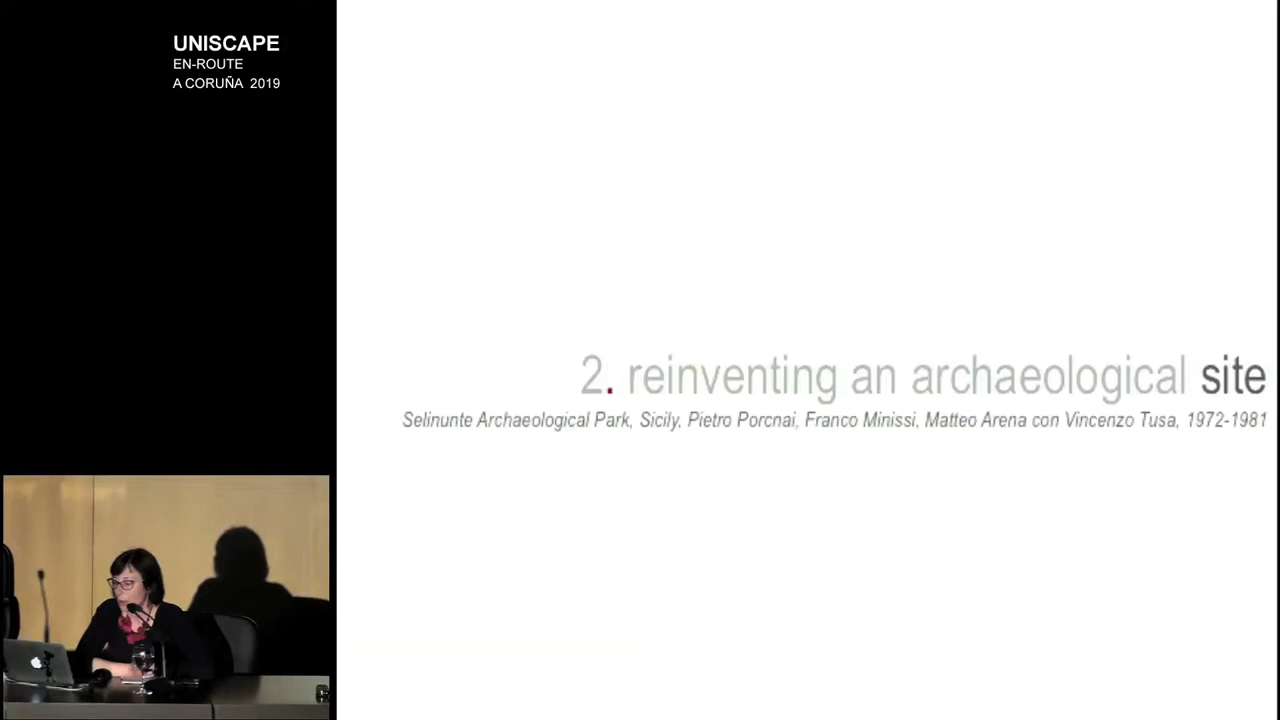 UNISCAPE
EN-ROUTE
A CORUÑA 2019
2. reinventing an archaeological site
Selinunte Archaeological Park, Sicily, Pietro Porcnai, Franco Minissi, Matteo Arena con Vincenzo Tusa, 1972-1981